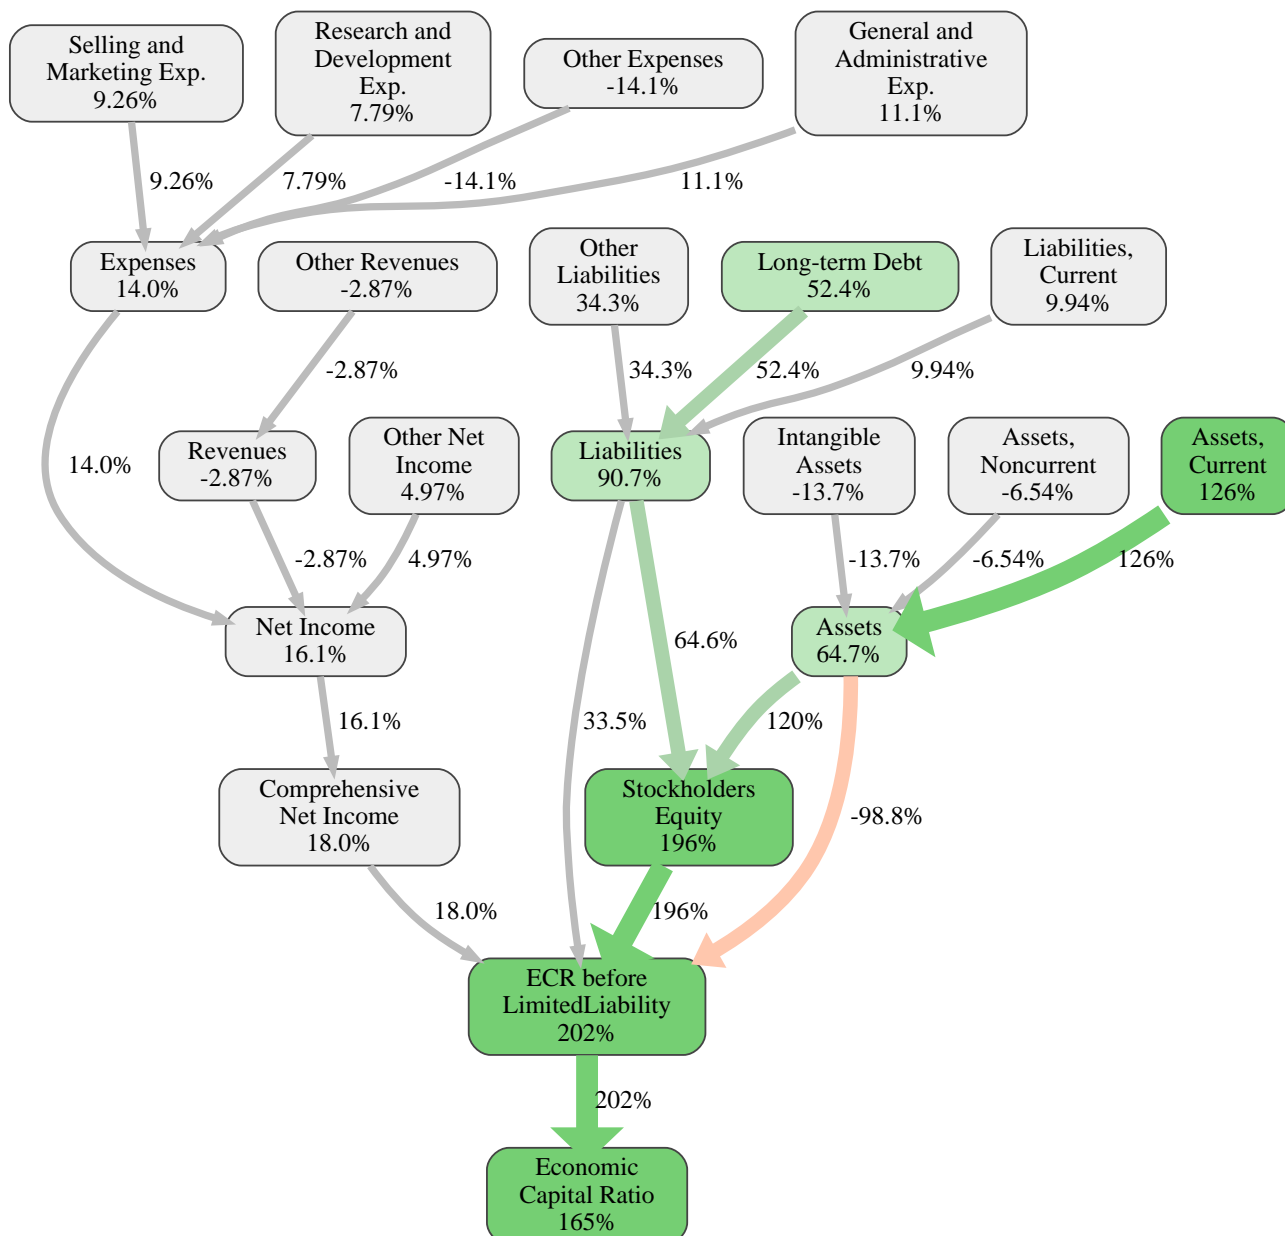 Selling and
Marketing Exp.
9.26%
Research and
Development
Exp.
7.79%
Other Expenses
-14.1%
General and
Administrative
Exp.
11.1%
9.26%
7.79%
-14.1%
11.1%
Expenses
14.0%
Other Revenues
-2.87%
Other
Liabilities
34.3%
Long-term Debt
52.4%
Liabilities,
Current
9.94%
-2.87%
34.3%
52.4%
9.94%
14.0%
Revenues
-2.87%
Other Net
Income
4.97%
Liabilities
90.7%
Intangible
Assets
-13.7%
Assets,
Noncurrent
-6.54%
Assets,
Current
126%
-2.87%
4.97%
-13.7%
-6.54%
126%
Net Income
16.1%
64.6%
Assets
64.7%
16.1%
33.5%
120%
Comprehensive
Net Income
18.0%
Stockholders
Equity
196%
-98.8%
18.0%
196%
ECR before
LimitedLiability
202%
202%
Economic
Capital Ratio
165%